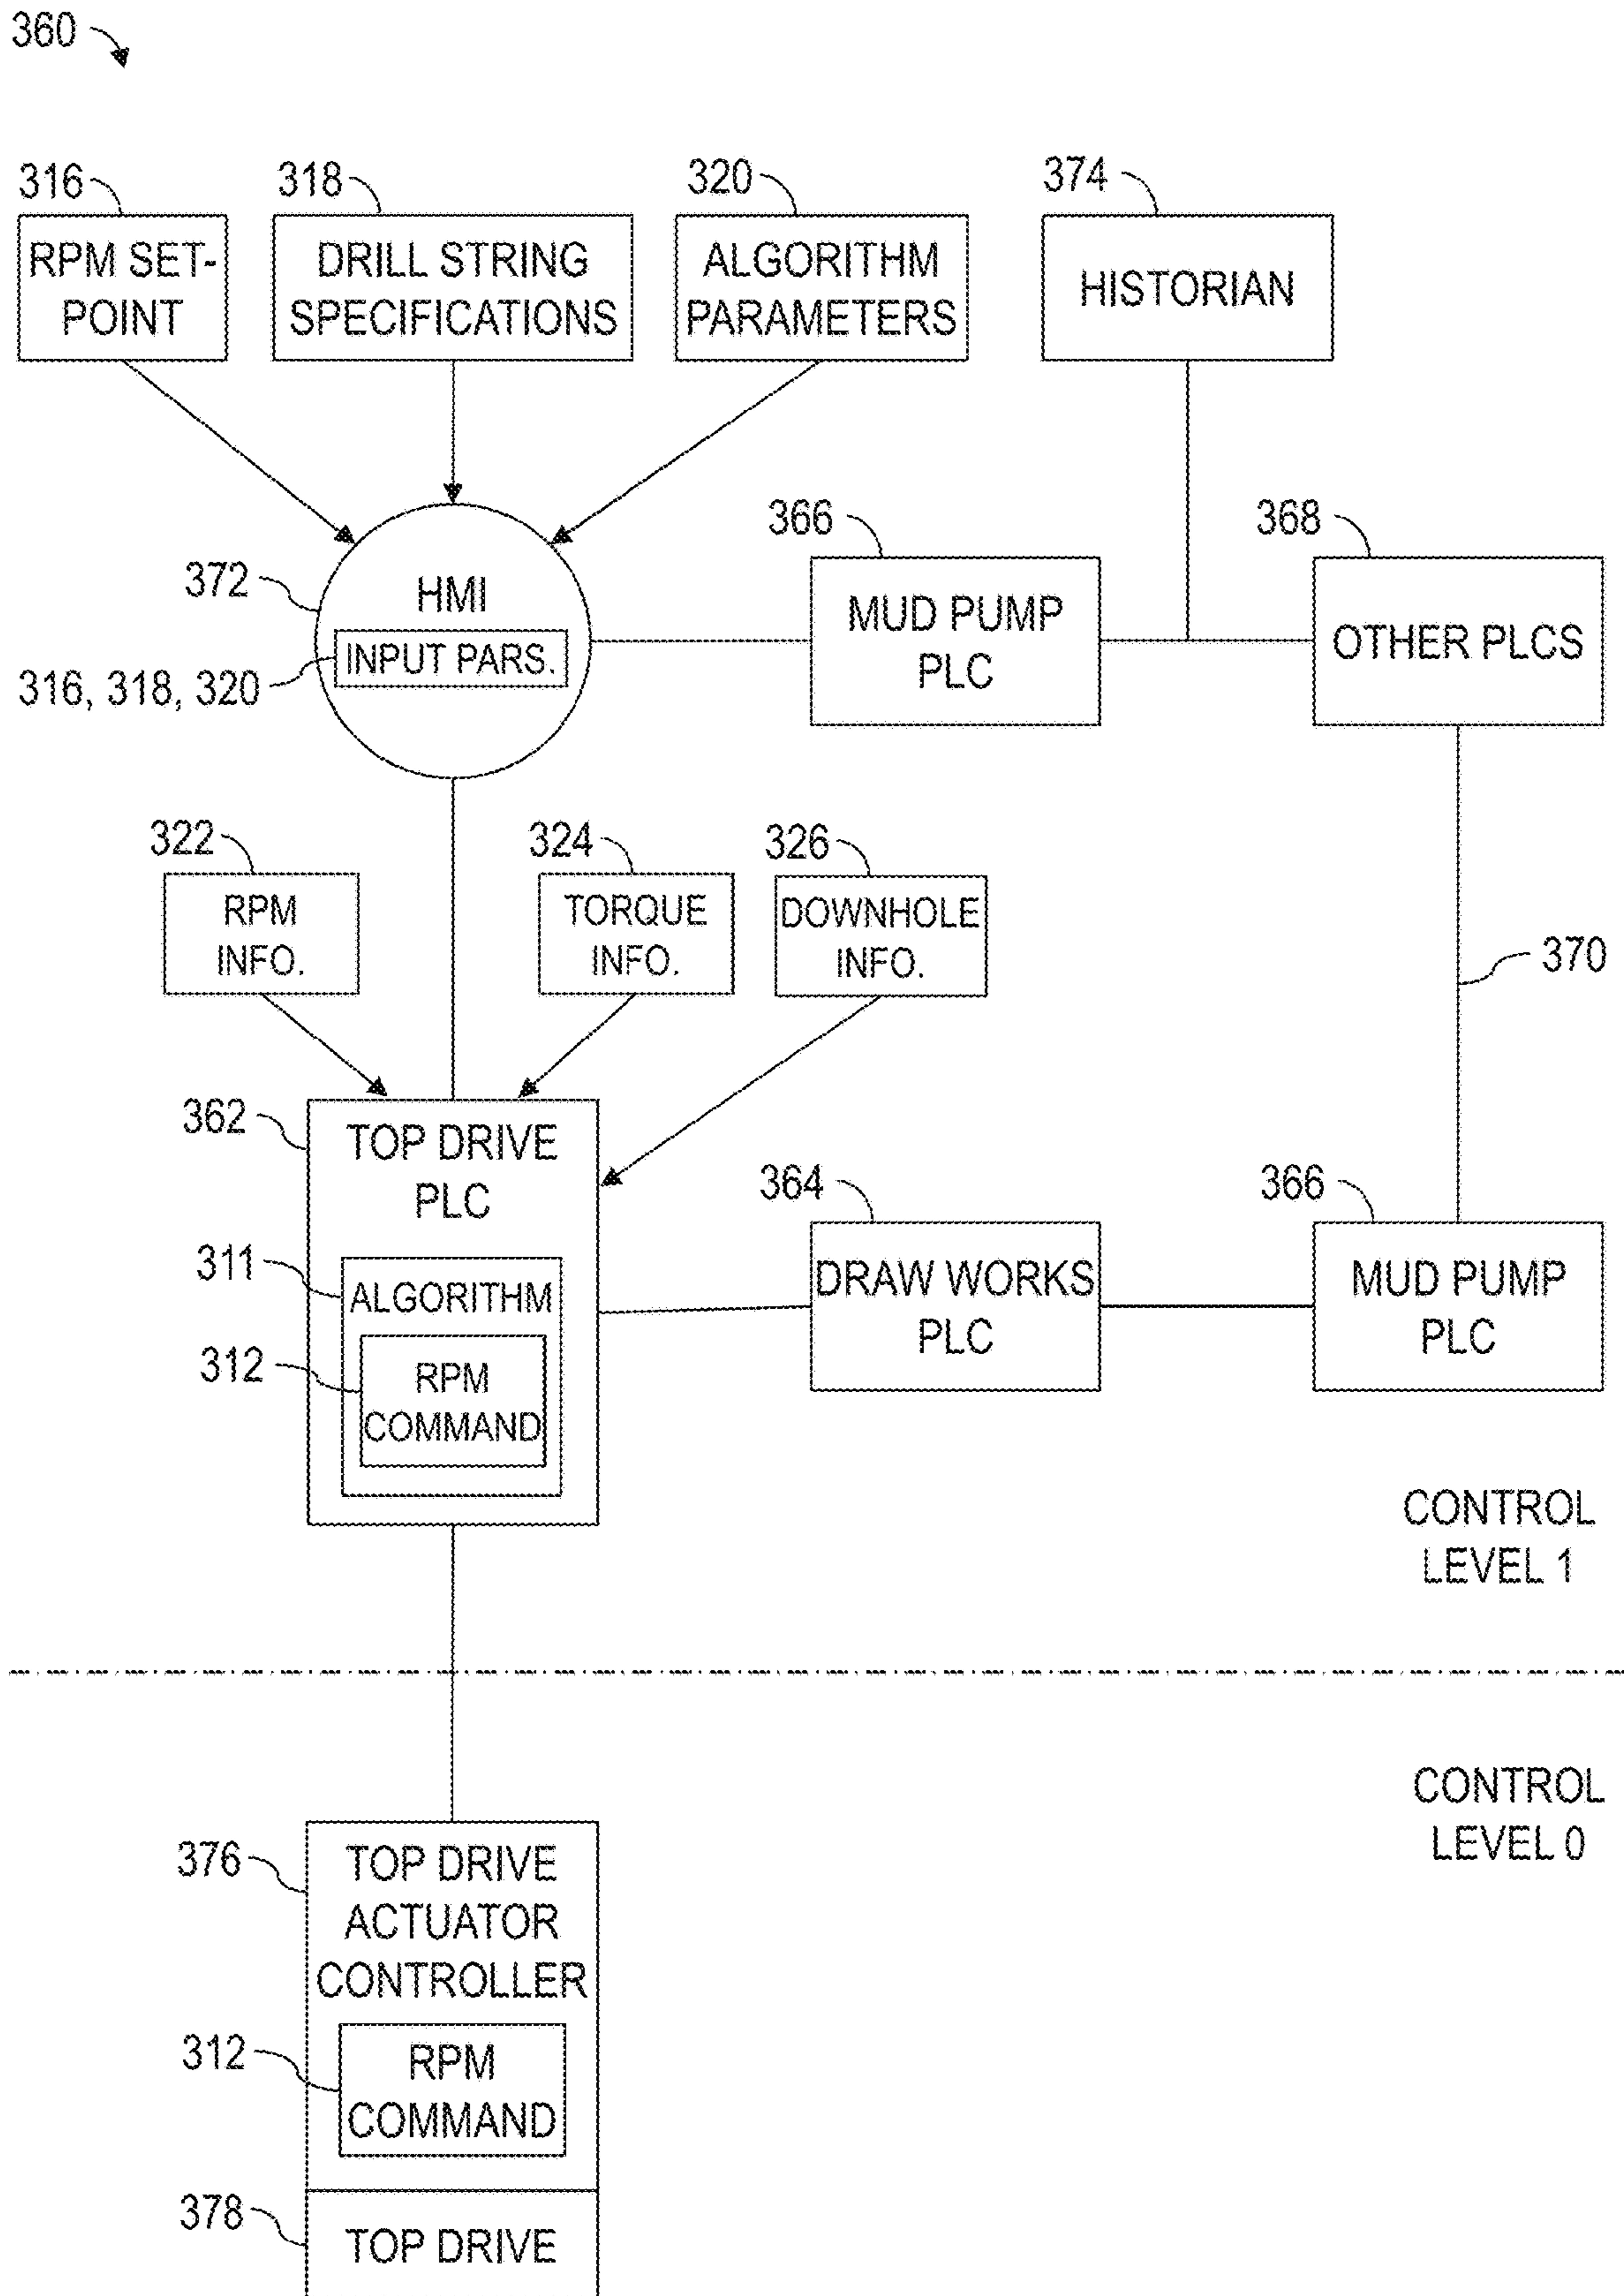 360
316
318
320
374
RPM SET-
POINT
DRILL STRING
SPECIFICATIONS
ALGORITHM
PARAMETERS
HISTORIAN
366
368
372
HMI
INPUT PARS.
316, 318, 320
MUD PUMP
PLC
OTHER PLCS
322
324
326
RPM
INFO.
TORQUE
INFO.
DOWNHOLE
INFO.
370
362
TOP DRIVE
PLC
364
366
311
ALGORITHM
312
RPM
COMMAND
DRAW WORKS
PLC
MUD PUMP
PLC
CONTROL
LEVEL 1
CONTROL
LEVEL 0
376
TOP DRIVE
ACTUATOR
CONTROLLER
312
RPM
COMMAND
378
TOP DRIVE